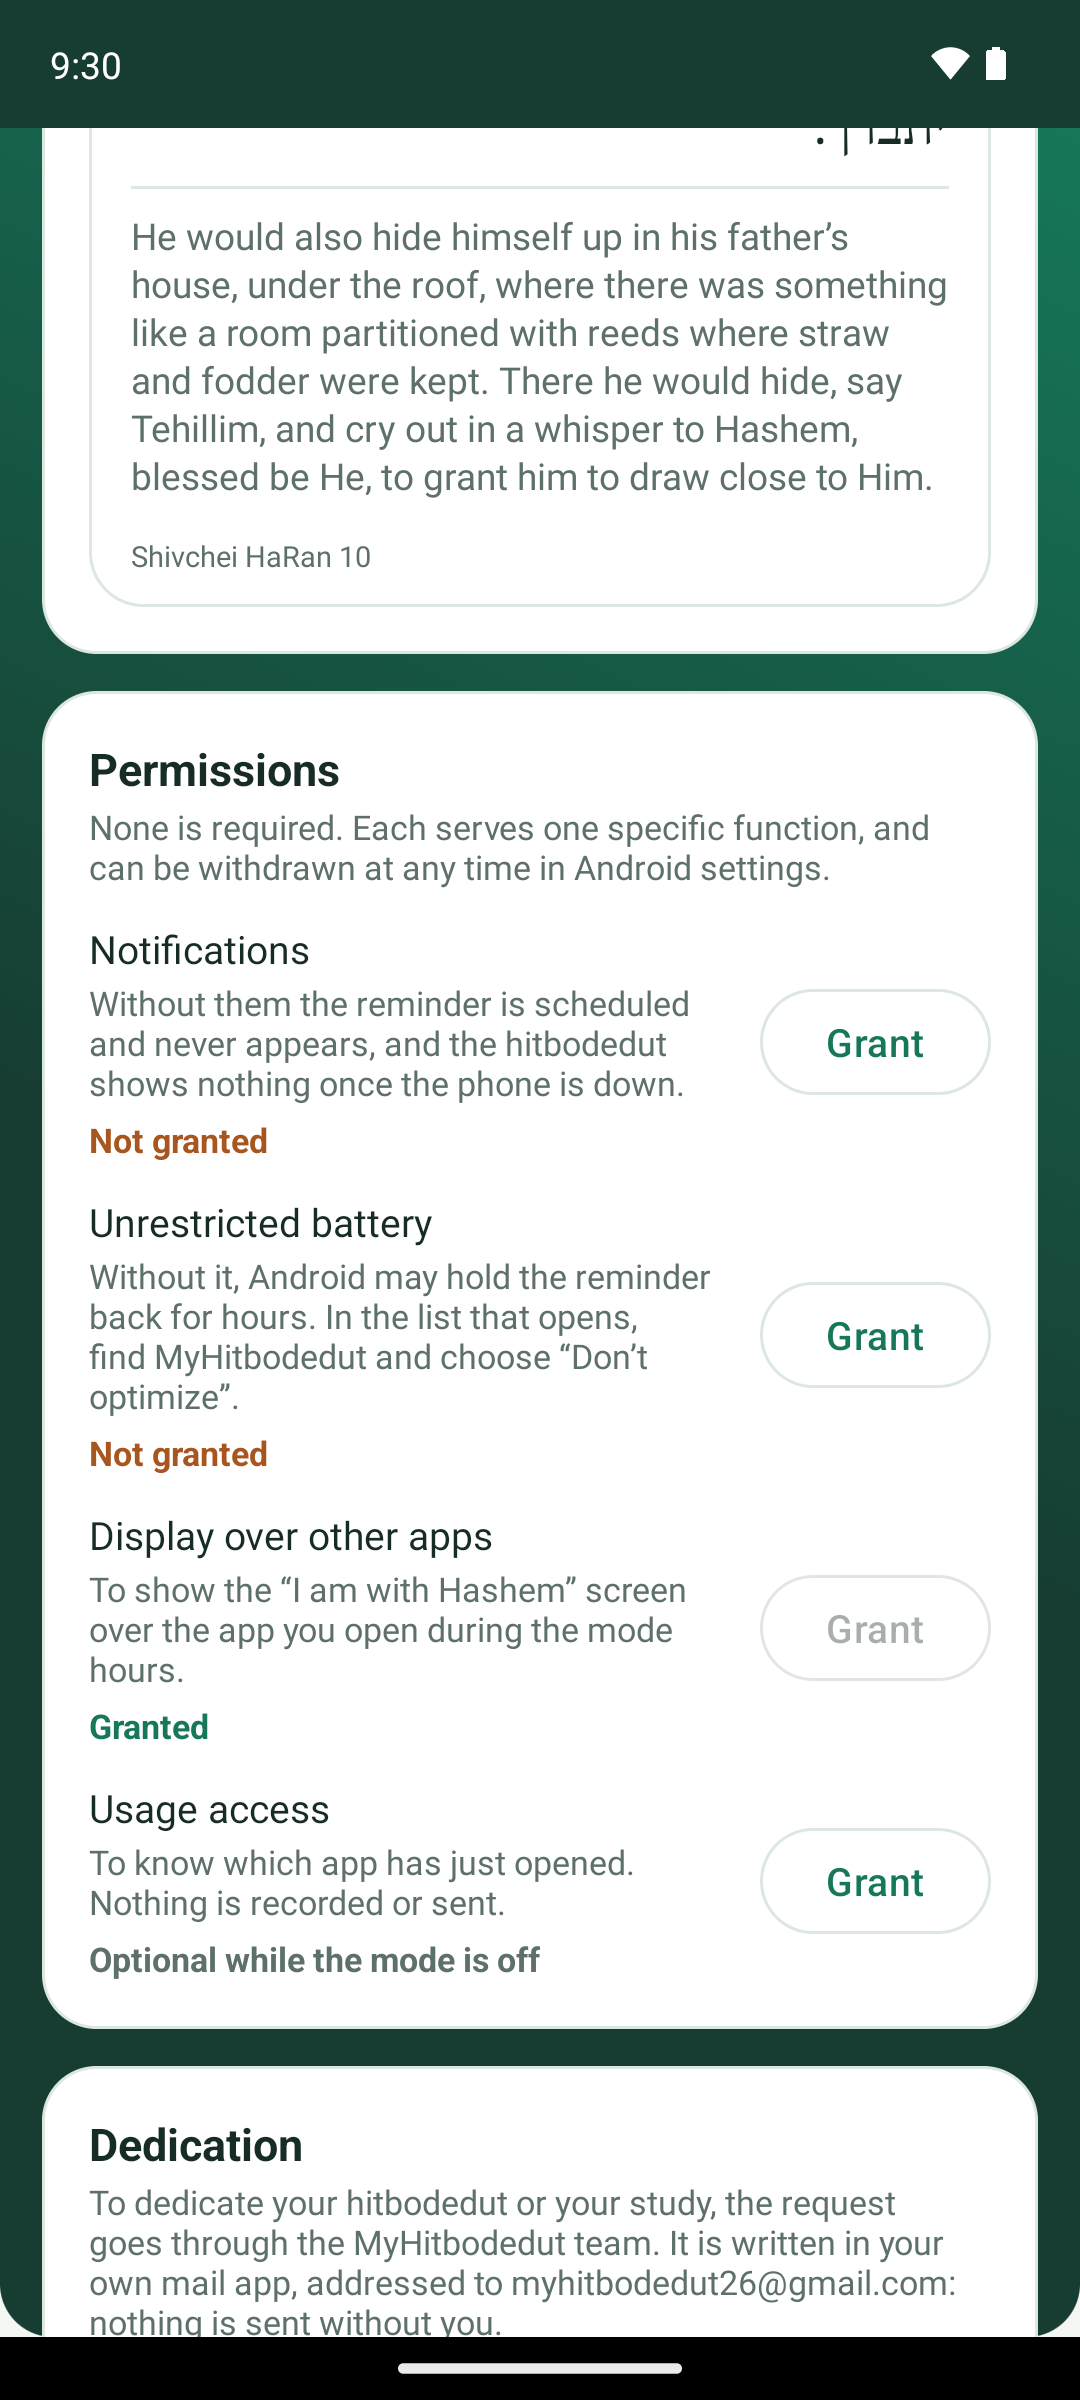 9:30
He would also hide himself up in his father’s
house, under the roof, where there was something
like a room partitioned with reeds where straw
and fodder were kept. There he would hide, say
Tehillim, and cry out in a whisper to Hashem,
blessed be He, to grant him to draw close to Him.
Shivchei HaRan 10
Permissions
None is required. Each serves one specific function, and
can be withdrawn at any time in Android settings.
Notifications
Without them the reminder is scheduled
and never appears, and the hitbodedut
shows nothing once the phone is down.
Grant
Not granted
Unrestricted battery
Without it, Android may hold the reminder
back for hours. In the list that opens,
find MyHitbodedut and choose “Don’t
optimize”.
Grant
Not granted
Display over other apps
To show the “I am with Hashem” screen
over the app you open during the mode
hours.
Grant
Granted
Usage access
To know which app has just opened.
Nothing is recorded or sent.
Grant
Optional while the mode is off
Dedication
To dedicate your hitbodedut or your study, the request
goes through the MyHitbodedut team. It is written in your
own mail app, addressed to myhitbodedut26@gmail.com:
nothing is sent without you.